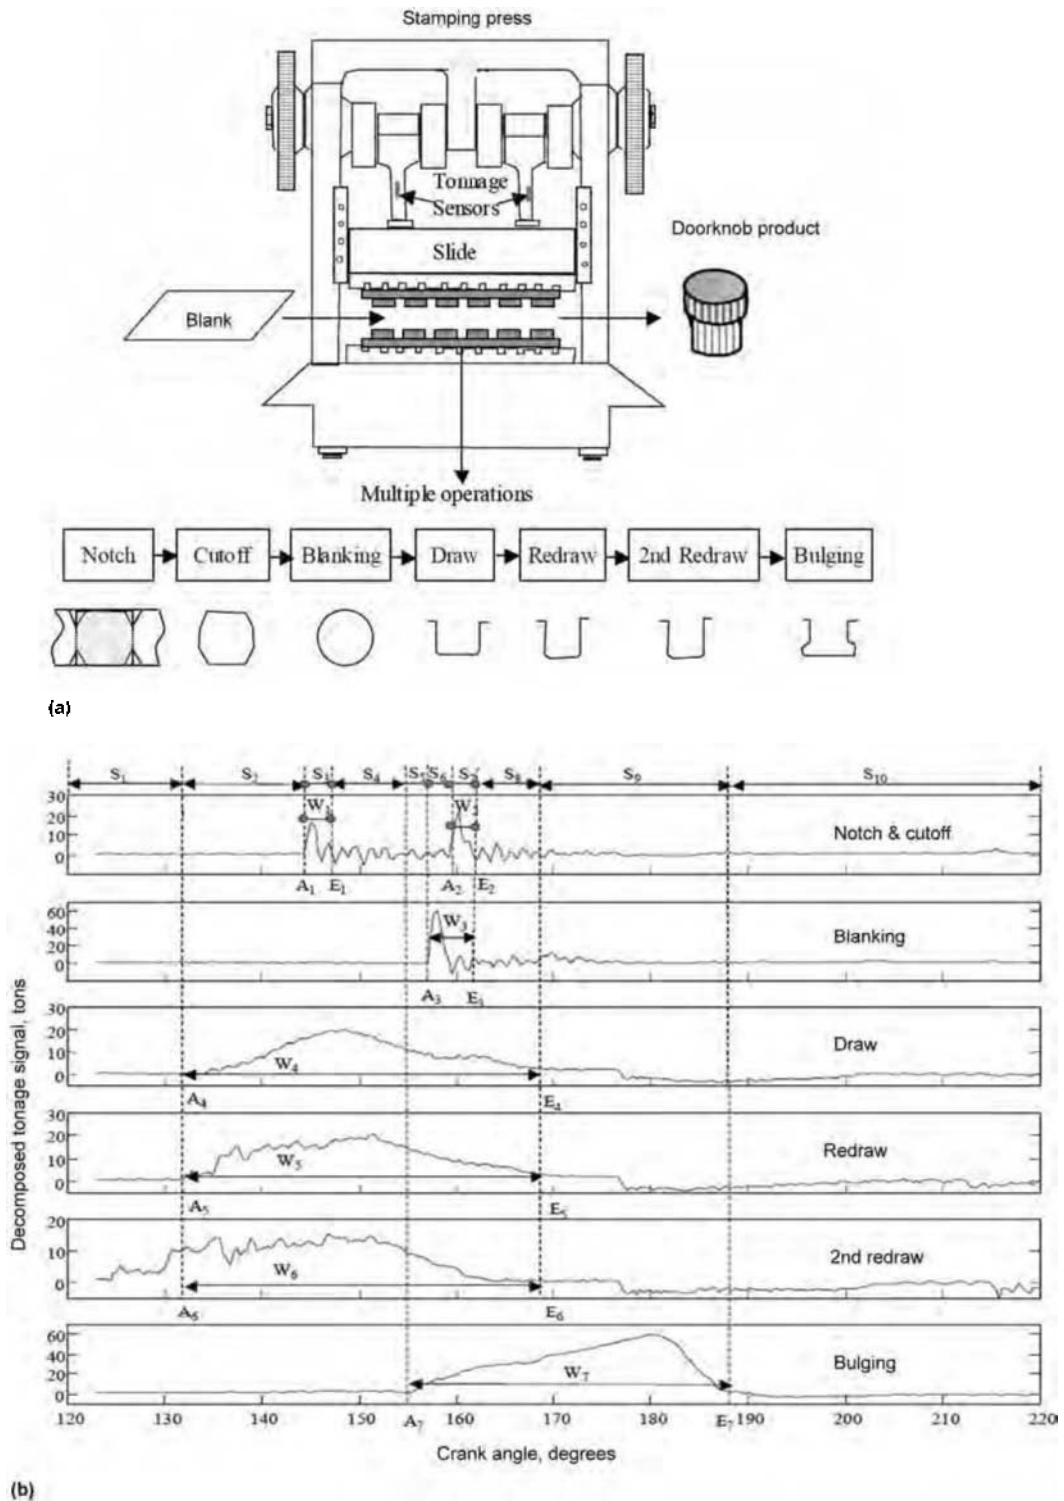 Stamping press
Tonnage
Sensors
Doorknob product
Slide
Blank
Multiple operations
Notch
Cutoff
Blanking
Draw
Redraw
2nd Redraw
Bulging
(a)
S1 S2 S3 S4 S5 S6 S7 S8 S9 S10
30
20
10
0
W1 W
Notch & cutoff
A1 E1 A2 E2
60
40
20
0
W3
Blanking
A3 E3
30
20
10
0
W4
Draw
A4 E4
30
20
10
0
W5
Redraw
A5 E5
20
10
0
W6
2nd redraw
A6 E6
60
40
20
0
W7
Bulging
120 130 140 150 160 170 180 190 200 210 220
A7 E7
Decomposed tonnage signal, tons
Crank angle, degrees
(b)